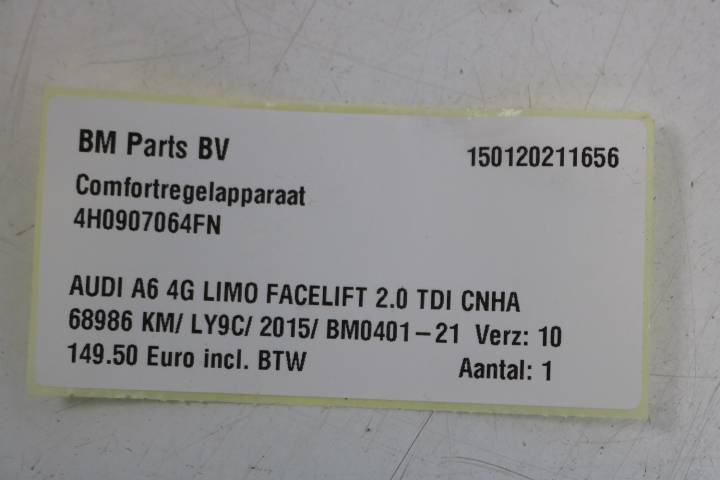 BM Parts BV 150120211656
Comfortregelapparaat
4H0907064FN
AUDI A6 4G LIMO FACELIFT 2.0 TDI CNHA
68986 KM/ LY9C/ 2015/ BM0401-21 Verz: 10
149.50 Euro incl. BTW Aantal: 1